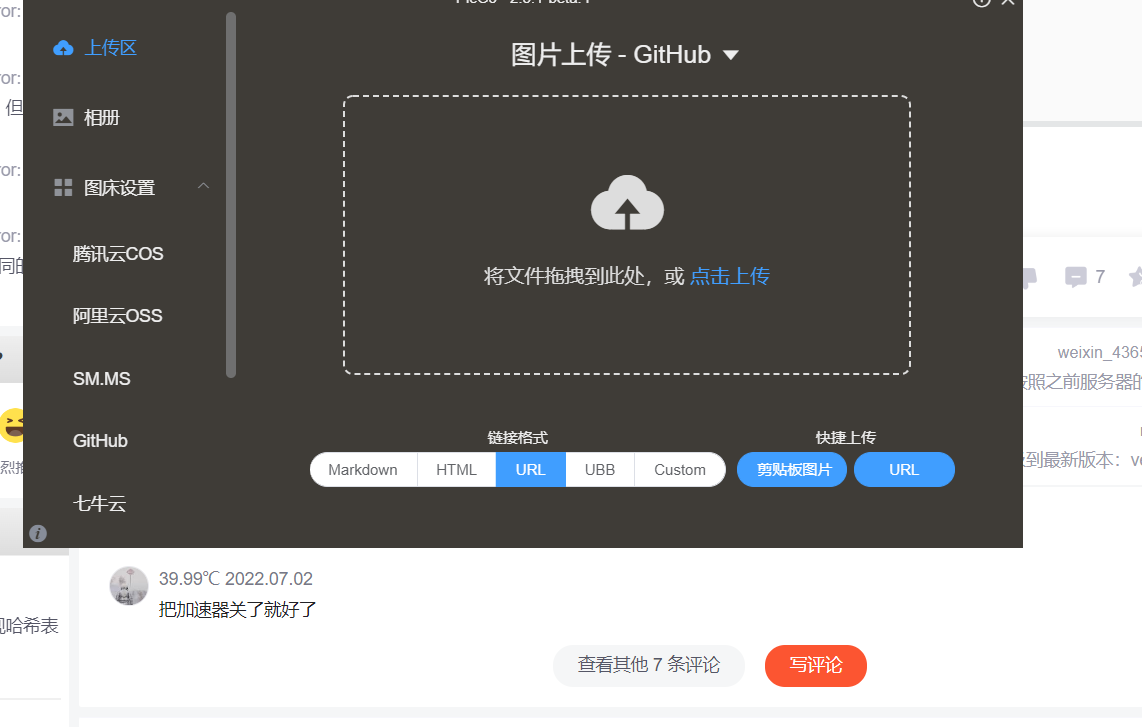 上传区
相册
图床设置
腾讯云COS
阿里云OSS
SM.MS
GitHub
七牛云
图片上传 - GitHub
将文件拖拽到此处，或 点击上传
链接格式
Markdown HTML URL UBB Custom
快捷上传
剪贴板图片 URL
7
weixin_4365
照之前服务器的
到最新版本：
39.99℃ 2022.07.02
把加速器关了就好了
查看其他 7 条评论
写评论
哈希表